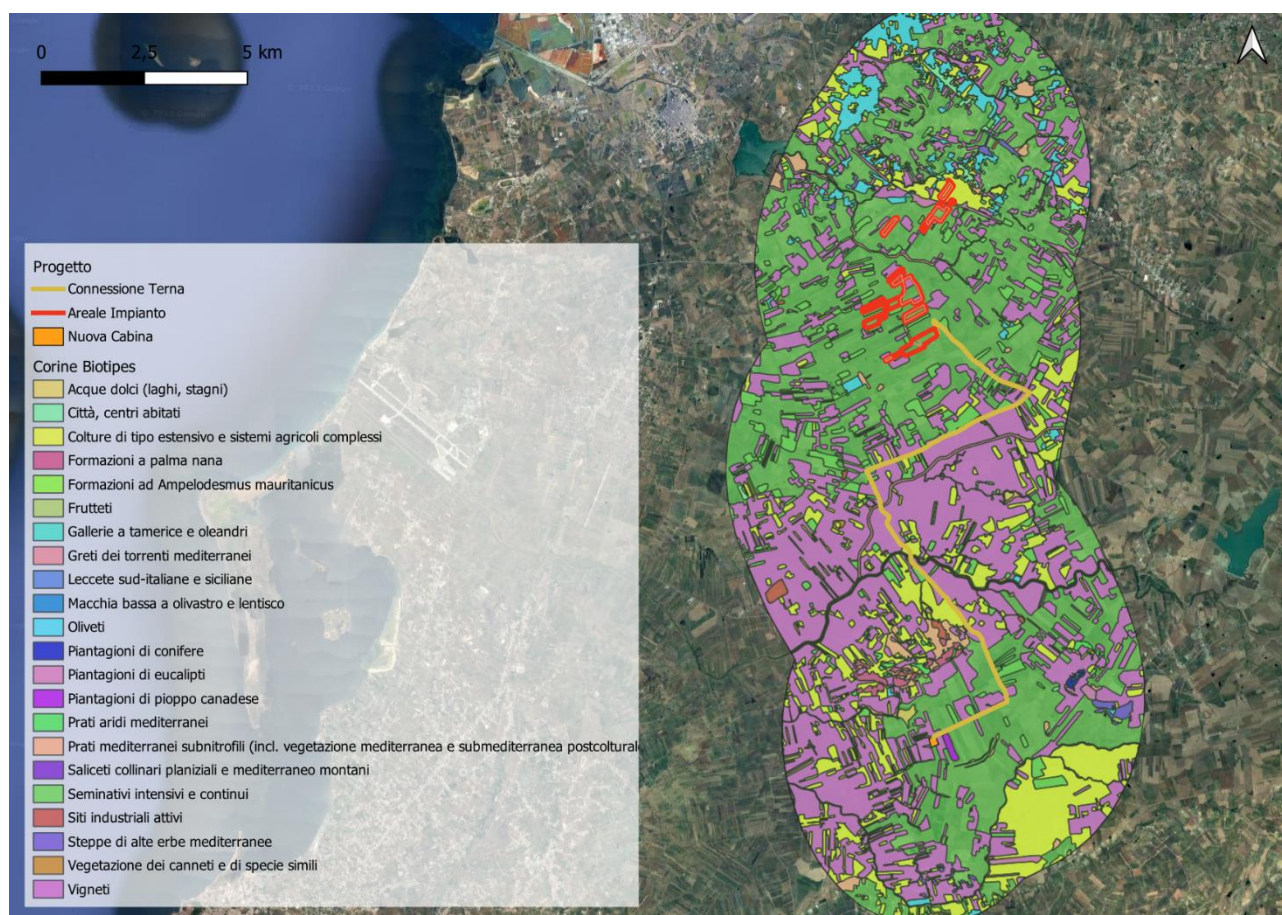 0 2,5 5 km
Progetto
Connessione Terna
Areale Impianto
Nuova Cabina
Corine Biotipes
Acque dolci (laghi, stagni)
Città, centri abitati
Colture di tipo estensivo e sistemi agricoli complessi
Formazioni a palma nana
Formazioni ad Ampelodesmus mauritanicus
Frutteti
Gallerie a tamerice e oleandri
Greti dei torrenti mediterranei
Leccete sud-italiane e siciliane
Macchia bassa a olivastro e lentisco
Oliveti
Piantagioni di conifere
Piantagioni di eucalipti
Piantagioni di pioppo canadese
Prati aridi mediterranei
Prati mediterranei subnitrofili (incl. vegetazione mediterranea e submediterranea postcolturale
Saliceti collinari planiziali e mediterraneo montani
Seminativi intensivi e continui
Siti industriali attivi
Steppe di alte erbe mediterranee
Vegetazione dei canneti e di specie simili
Vigneti